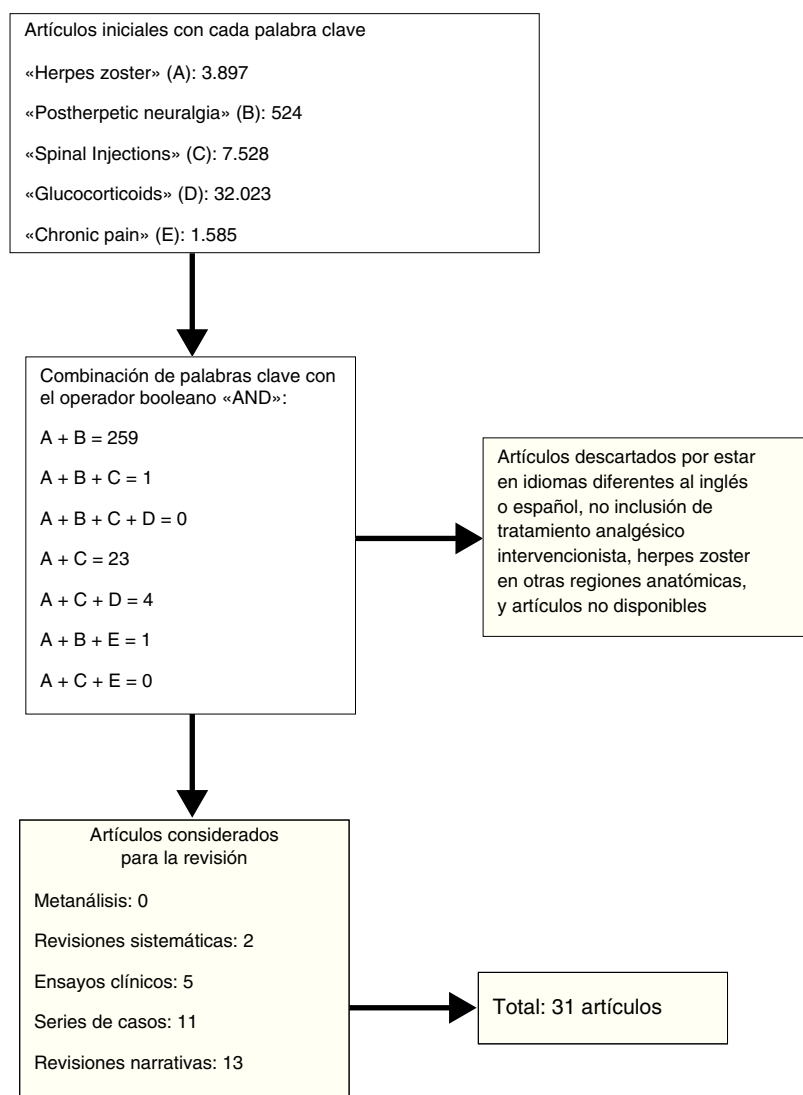 Artículos iniciales con cada palabra clave
«Herpes zoster» (A): 3.897
«Postherpetic neuralgia» (B): 524
«Spinal Injections» (C): 7.528
«Glucocorticoids» (D): 32.023
«Chronic pain» (E): 1.585
Combinación de palabras clave con
el operador booleano «AND»:
A + B = 259
A + B + C = 1
A + B + C + D = 0
A + C = 23
A + C + D = 4
A + B + E = 1
A + C + E = 0
Artículos descartados por estar
en idiomas diferentes al inglés
o español, no inclusión de
tratamiento analgésico
intervencionista, herpes zoster
en otras regiones anatómicas,
y artículos no disponibles
Artículos considerados
para la revisión
Metanálisis: 0
Revisiones sistemáticas: 2
Ensayos clínicos: 5
Series de casos: 11
Revisiones narrativas: 13
Total: 31 artículos